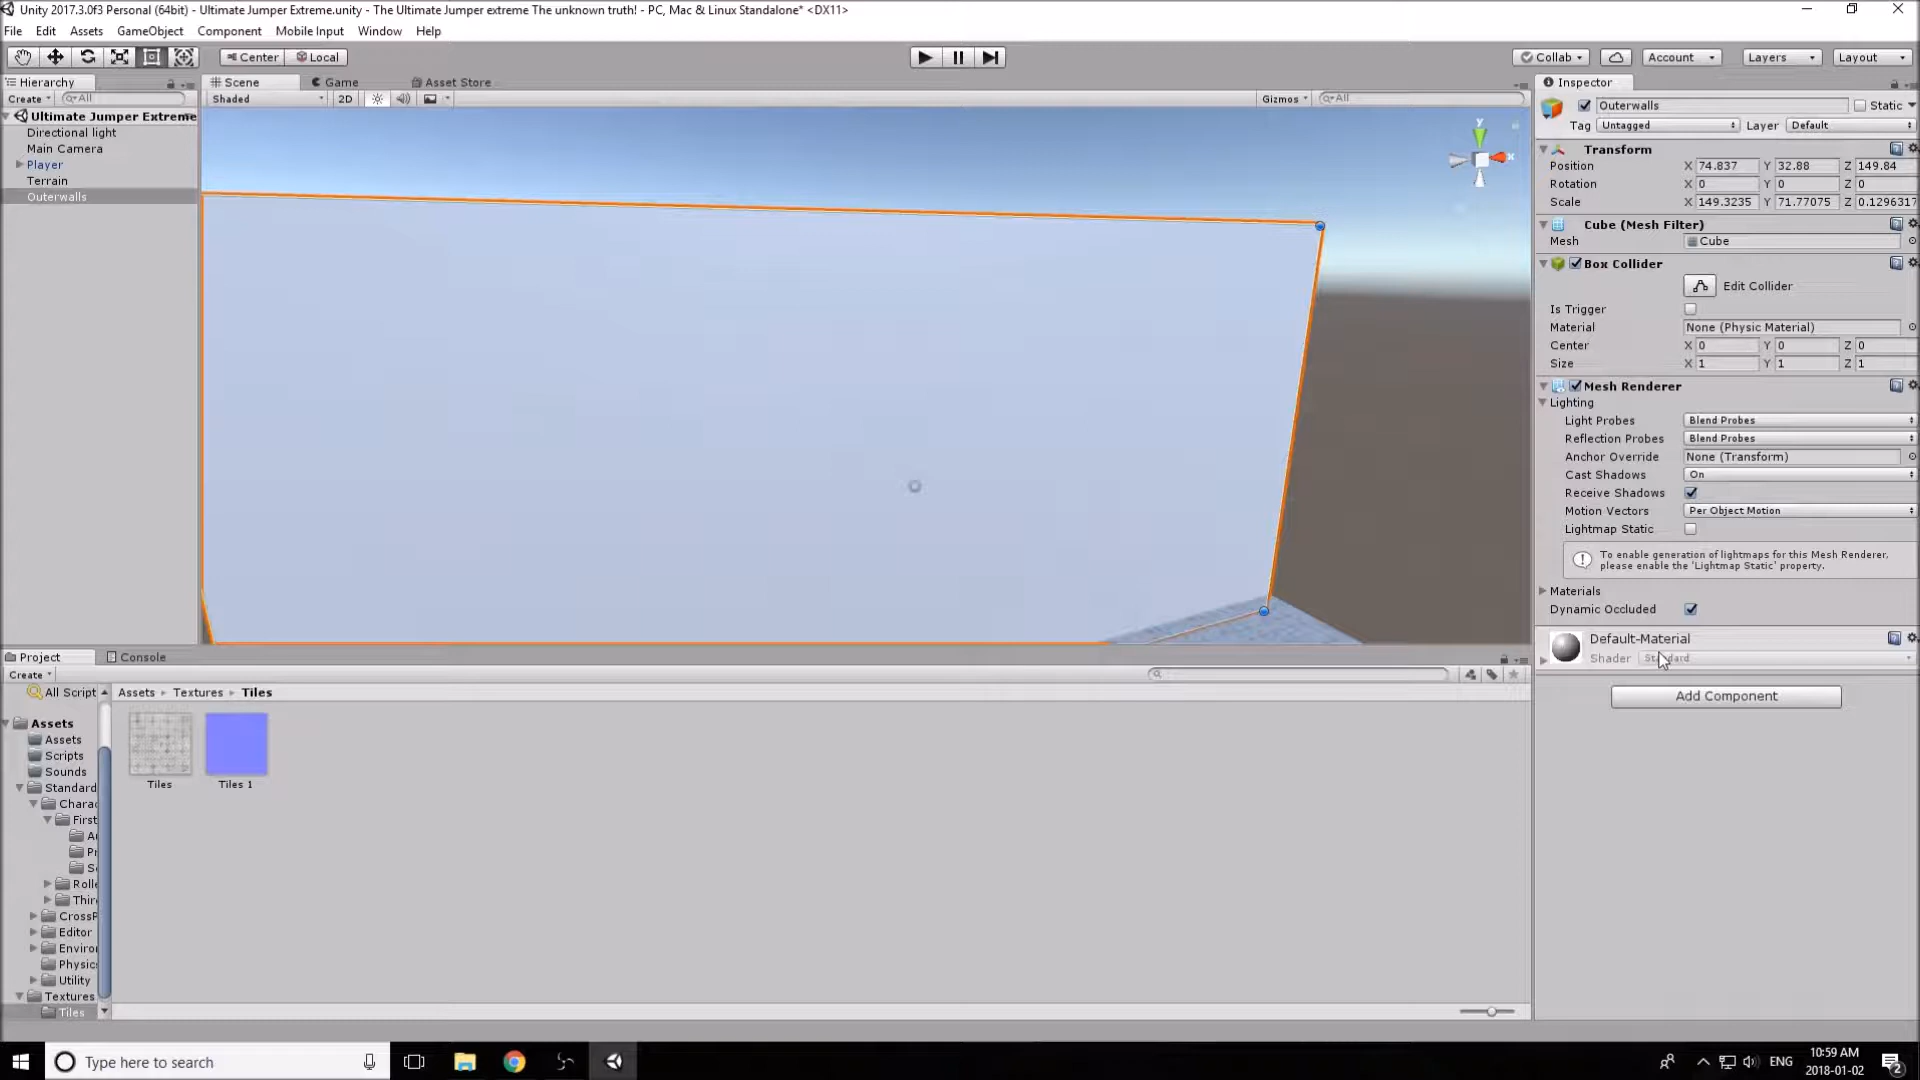 Unity 2017.3.0f3 Personal (64bit) - Ultimate Jumper Extreme.unity - The Ultimate Jumper extreme The unknown truth! - PC, Mac & Linux Standalone* <DX11>
File Edit Assets GameObject Component Mobile Input Window Help
Center Local Collab Account Layers Layout
Hierarchy
Create All
Ultimate Jumper Extreme
Directional light
Main Camera
Player
Terrain
Outerwalls
Scene Game Asset Store
Shaded 2D Gizmos All
y
x
Inspector
Outerwalls Static
Tag Untagged Layer Default
Transform
Position X 74.837 Y 32.88 Z 149.84
Rotation X 0 Y 0 Z 0
Scale X 149.3235 Y 71.77075 Z 0.1296317
Cube (Mesh Filter)
Mesh Cube
Box Collider
Edit Collider
Is Trigger
Material None (Physic Material)
Center X 0 Y 0 Z 0
Size X 1 Y 1 Z 1
Mesh Renderer
Lighting
Light Probes Blend Probes
Reflection Probes Blend Probes
Anchor Override None (Transform)
Cast Shadows On
Receive Shadows
Motion Vectors Per Object Motion
Lightmap Static
To enable generation of lightmaps for this Mesh Renderer,
please enable the 'Lightmap Static' property.
Materials
Dynamic Occluded
Default-Material
Shader Standard
Add Component
Project Console
Create
All Script
Assets
Assets
Scripts
Sounds
Standard
Charac
First
A
Pr
Sc
Rolle
Thir
CrossP
Editor
Enviro
Physic
Utility
Textures
Tiles
Assets Textures Tiles
Tiles Tiles 1
Type here to search
ENG
10:59 AM
2018-01-02
2